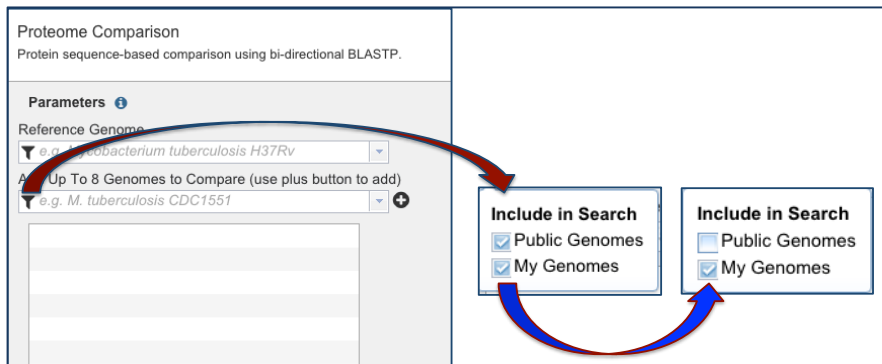 Proteome Comparison
Protein sequence-based comparison using bi-directional BLASTP.
Parameters
Reference Genome
e.g. Mycobacterium tuberculosis H37Rv
Up To 8 Genomes to Compare (use plus button to add)
e.g. M. tuberculosis CDC1551
Include in Search
Public Genomes
My Genomes
Include in Search
Public Genomes
My Genomes